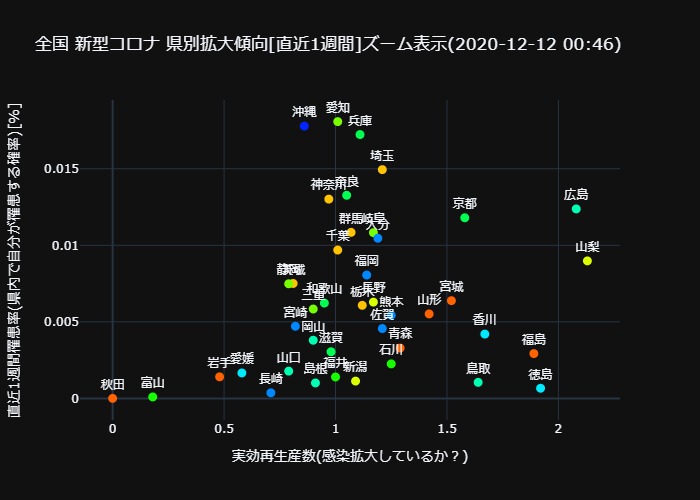 全国 新型コロナ 県別拡大傾向[直近1週間]ズーム表示(2020-12-12 00:46)
直近1週間罹患率(県内で自分が罹患する確率)[%]
沖縄
愛知
兵庫
埼玉
0.015
奈良
神奈川
広島
京都
群馬
岐阜
大分
千葉
山梨
0.01
福岡
静岡
茨城
長野
和歌山
栃木
三重
宮城
熊本
山形
0.005
宮崎
佐賀
岡山
香川
青森
滋賀
福島
石川
岩手
愛媛
山口
福井
島根
新潟
鳥取
徳島
長崎
秋田
富山
0
0
0.5
1
1.5
2
実効再生産数(感染拡大しているか？)